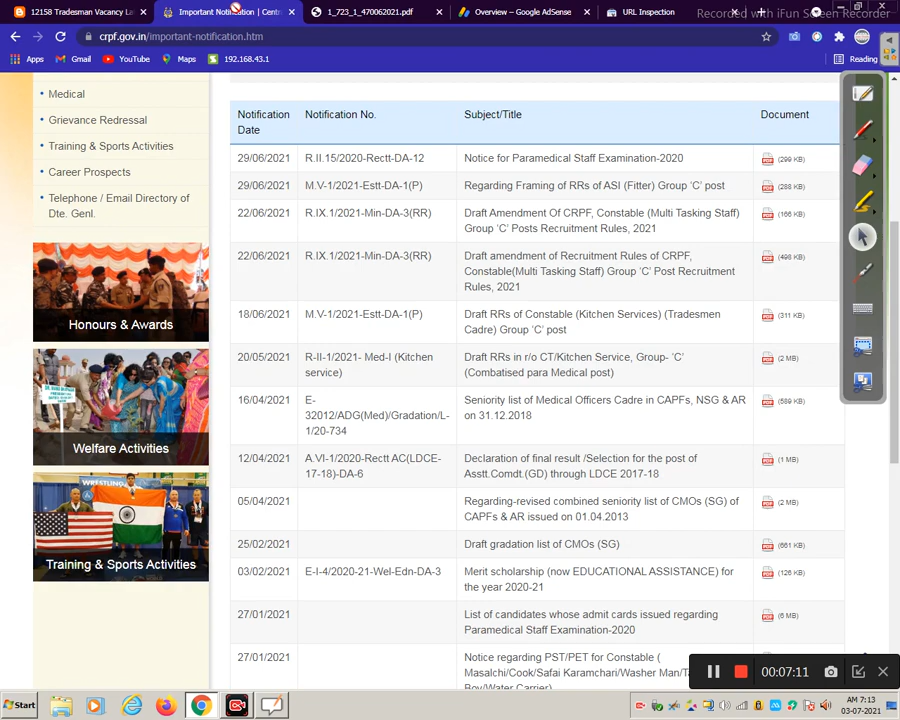 12158 Tradesman Vacancy La
Important Notification | Centr
1_723_1_470062021.pdf
Overview – Google AdSense
URL Inspection
Recorded with iFun Screen Recorder
crpf.gov.in/important-notification.htm
Apps
Gmail
YouTube
Maps
192.168.43.1
Reading
Medical
Grievance Redressal
Training & Sports Activities
Career Prospects
Telephone / Email Directory of
Dte. Genl.
Honours & Awards
Welfare Activities
WRESTLING
Training & Sports Activities
Notification Date Notification No. Subject/Title Document
29/06/2021 R.II.15/2020-Rectt-DA-12 Notice for Paramedical Staff Examination-2020 (299 KB)
29/06/2021 M.V-1/2021-Estt-DA-1(P) Regarding Framing of RRs of ASI (Fitter) Group 'C' post (288 KB)
22/06/2021 R.IX.1/2021-Min-DA-3(RR) Draft Amendment Of CRPF, Constable (Multi Tasking Staff) (166 KB)
Group 'C' Posts Recruitment Rules, 2021
22/06/2021 R.IX.1/2021-Min-DA-3(RR) Draft amendment of Recruitment Rules of CRPF, (498 KB)
Constable(Multi Tasking Staff) Group 'C' Post Recruitment
Rules, 2021
18/06/2021 M.V-1/2021-Estt-DA-1(P) Draft RRs of Constable (Kitchen Services) (Tradesmen (311 KB)
Cadre) Group 'C' post
20/05/2021 R-II-1/2021- Med-I (Kitchen Draft RRs in r/o CT/Kitchen Service, Group- 'C' (2 MB)
service) (Combatised para Medical post)
16/04/2021 E- Seniority list of Medical Officers Cadre in CAPFs, NSG & AR (589 KB)
32012/ADG(Med)/Gradation/L- on 31.12.2018
1/20-734
12/04/2021 A.VI-1/2020-Rectt AC(LDCE- Declaration of final result /Selection for the post of (1 MB)
17-18)-DA-6 Asstt.Comdt.(GD) through LDCE 2017-18
05/04/2021 Regarding-revised combined seniority list of CMOs (SG) of (2 MB)
CAPFs & AR issued on 01.04.2013
25/02/2021 Draft gradation list of CMOs (SG) (661 KB)
03/02/2021 E-I-4/2020-21-Wel-Edn-DA-3 Merit scholarship (now EDUCATIONAL ASSISTANCE) for (126 KB)
the year 2020-21
27/01/2021 List of candidates whose admit cards issued regarding (6 MB)
Paramedical Staff Examination-2020
27/01/2021 Notice regarding PST/PET for Constable (
Masalchi/Cook/Safai Karamchari/Washer Man/
Boy/Water Carrier)
00:07:11
Start
AM 7:13
03-07-2021